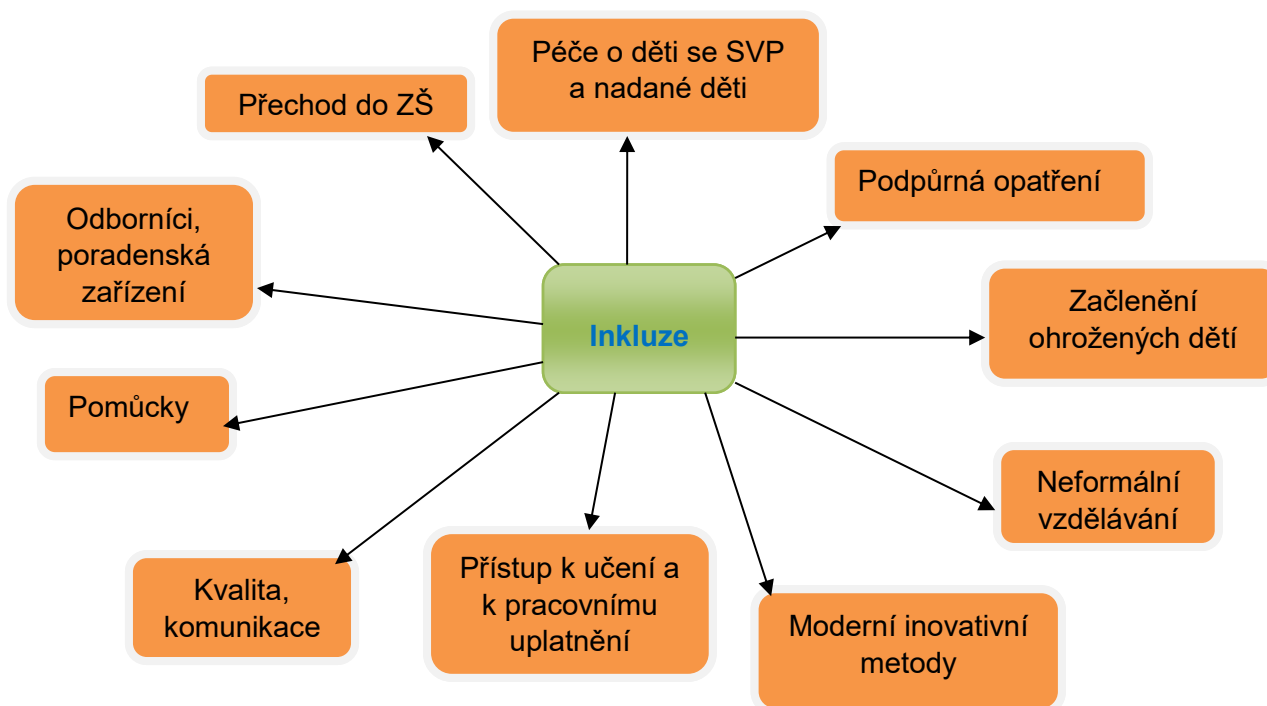 Péče o děti se SVP
a nadané děti
Přechod do ZŠ
Podpůrná opatření
Odborníci,
poradenská
zařízení
Začlenění
ohrožených dětí
Inkluze
Pomůcky
Neformální
vzdělávání
Kvalita,
komunikace
Přístup k učení a
k pracovnímu
uplatnění
Moderní inovativní
metody